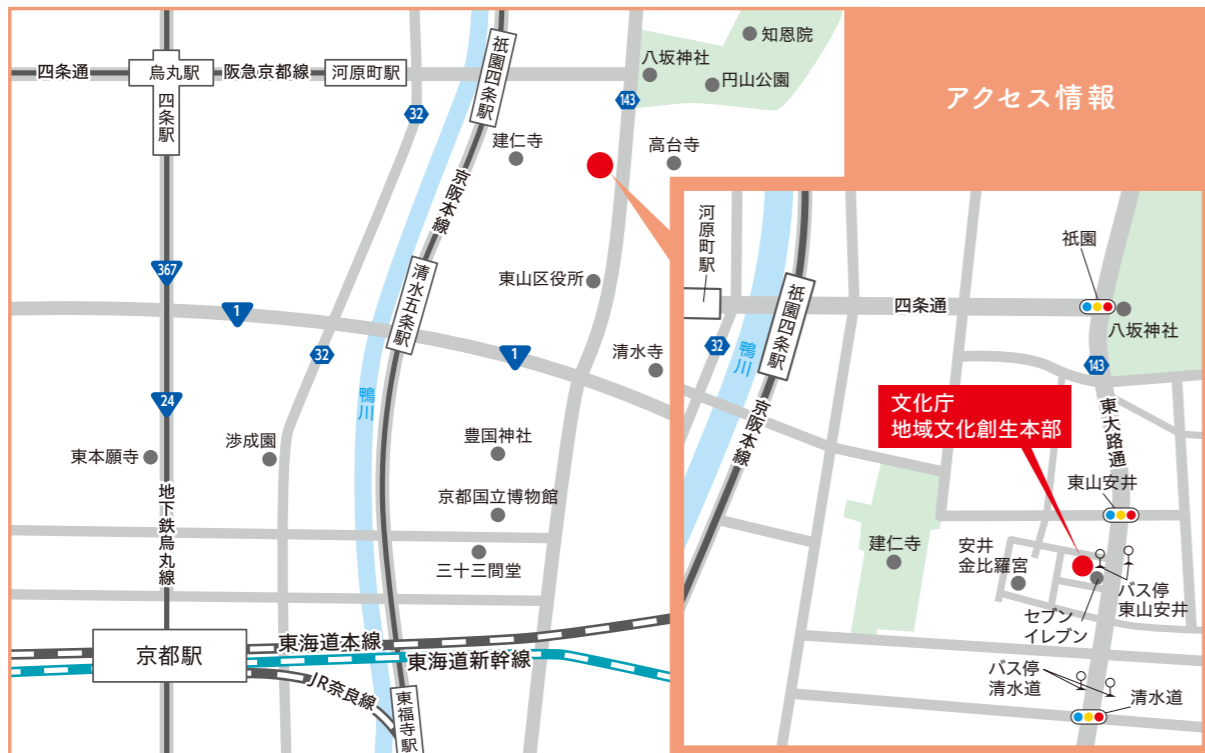 アクセス情報
知恩院
八坂神社
円山公園
四条通
烏丸駅
阪急京都線
河原町駅
祇園四条駅
四条駅
32
143
建仁寺
高台寺
京阪本線
367
1
清水五条駅
東山区役所
32
1
清水寺
24
鴨川
東本願寺
渉成園
豊国神社
地下鉄烏丸線
京都国立博物館
三十三間堂
京都駅
東海道本線
東海道新幹線
JR奈良線
東福寺駅
河原町駅
祇園四条駅
祇園
四条通
八坂神社
32
鴨川
143
京阪本線
文化庁
地域文化創生本部
東大路通
東山安井
建仁寺
安井
金比羅宮
バス停
東山安井
セブン
イレブン
バス停
清水道
清水道